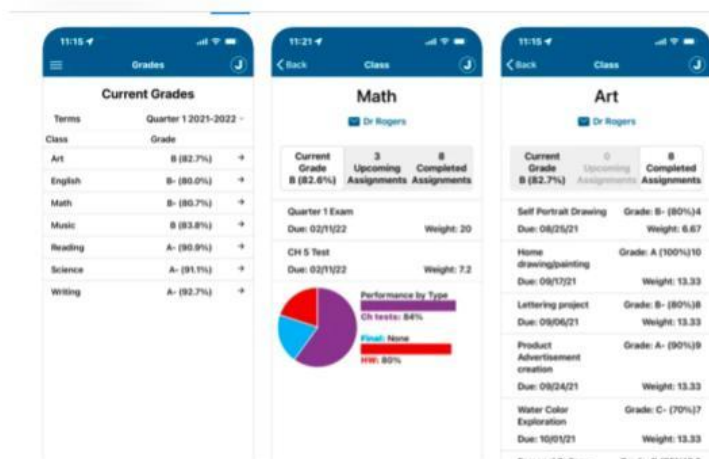 11:15
Grades
J
Current Grades
Terms Quarter 1 2021-2022
Class Grade
Art B (82.7%)
English B- (80.0%)
Math B- (80.7%)
Music B (83.8%)
Reading A- (90.9%)
Science A- (91.1%)
Writing A- (92.7%)
11:21
Back Class J
Math
Dr Rogers
Current Grade B (82.6%)
3 Upcoming Assignments
8 Completed Assignments
Quarter 1 Exam
Due: 02/11/22 Weight: 20
CH 5 Test
Due: 02/11/22 Weight: 7.2
Performance by Type
Ch tests: 84%
Final: None
HW: 80%
11:15
Back Class J
Art
Dr Rogers
Current Grade B (82.7%)
0 Upcoming Assignments
8 Completed Assignments
Self Portrait Drawing Grade: B- (80%)4
Due: 08/25/21 Weight: 6.67
Home Grade: A (100%)10
drawing/painting
Due: 09/17/21 Weight: 13.33
Lettering project Grade: B- (80%)8
Due: 09/06/21 Weight: 13.33
Product Grade: A- (90%)9
Advertisement
creation
Due: 09/24/21 Weight: 13.33
Water Color Grade: C- (70%)7
Exploration
Due: 10/01/21 Weight: 13.33